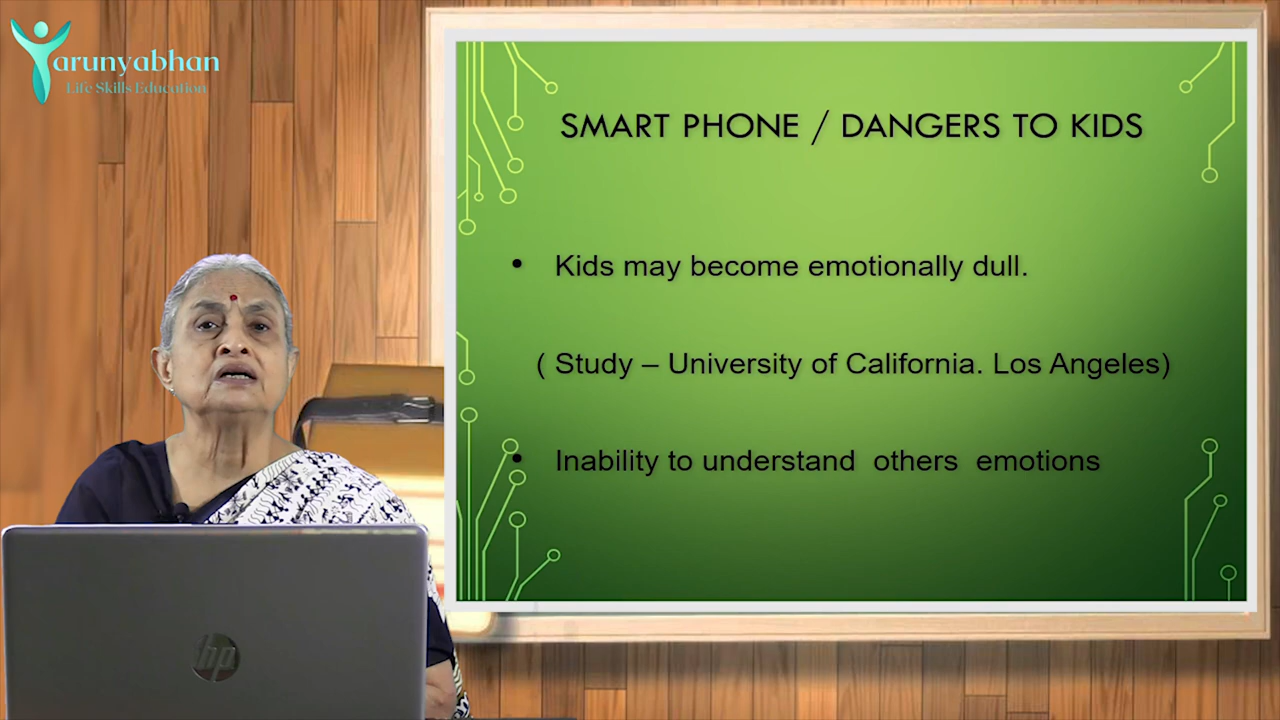 arunyabhan
Life Skills Education
SMART PHONE / DANGERS TO KIDS
• Kids may become emotionally dull.
( Study – University of California. Los Angeles)
• Inability to understand others emotions
hp